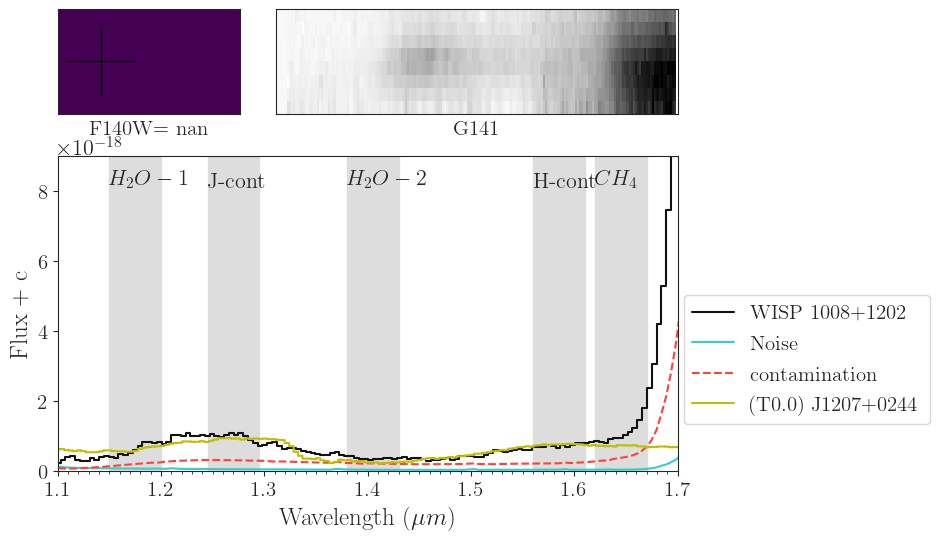 F140W= nan
G141
×10⁻¹⁸
H₂O − 1
J-cont
H₂O − 2
H-cont
CH₄
8
6
4
2
0
Flux + c
1.1
1.2
1.3
1.4
1.5
1.6
1.7
Wavelength (μm)
WISP 1008+1202
Noise
contamination
(T0.0) J1207+0244